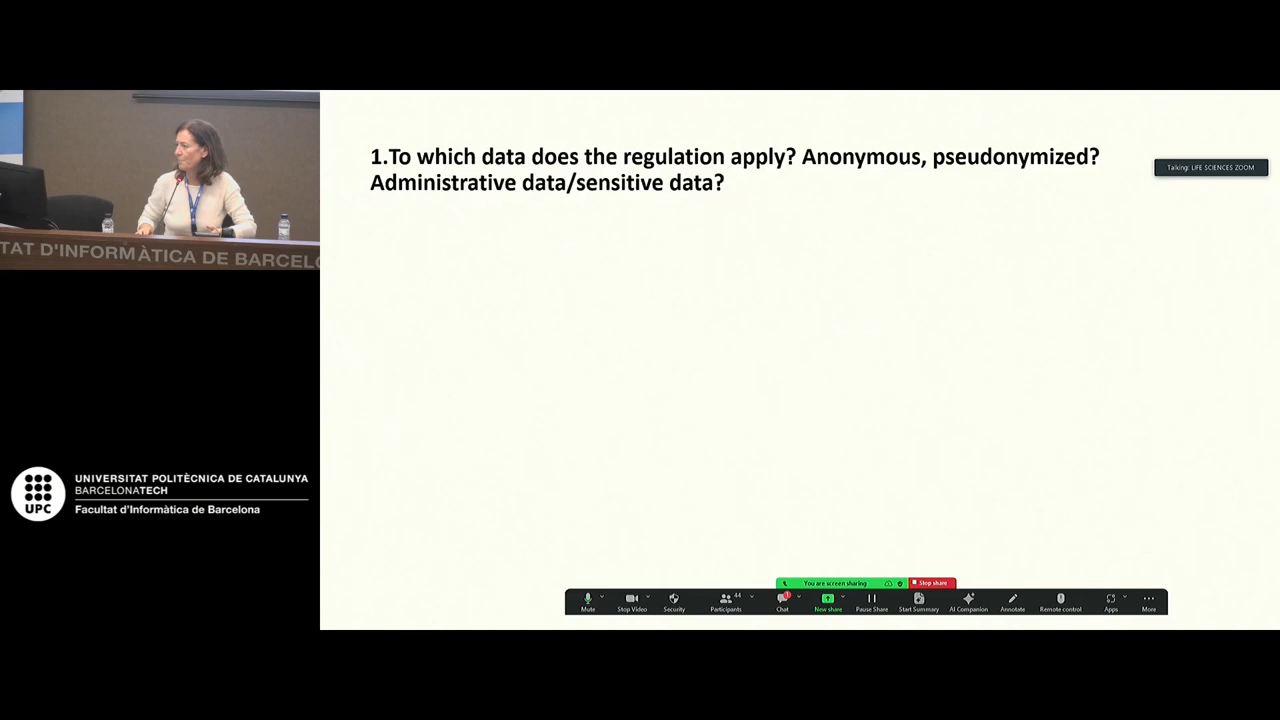 1.To which data does the regulation apply? Anonymous, pseudonymized?
Administrative data/sensitive data?
Talking: LIFE SCIENCES ZOOM
TAT D'INFORMÀTICA DE BARCELO
UPC
UNIVERSITAT POLITÈCNICA DE CATALUNYA
BARCELONATECH
Facultat d'Informàtica de Barcelona
You are screen sharing
Stop share
Mute
Stop Video
Security
Participants
44
Chat
1
New share
Pause Share
Start Summary
AI Companion
Annotate
Remote control
Apps
More